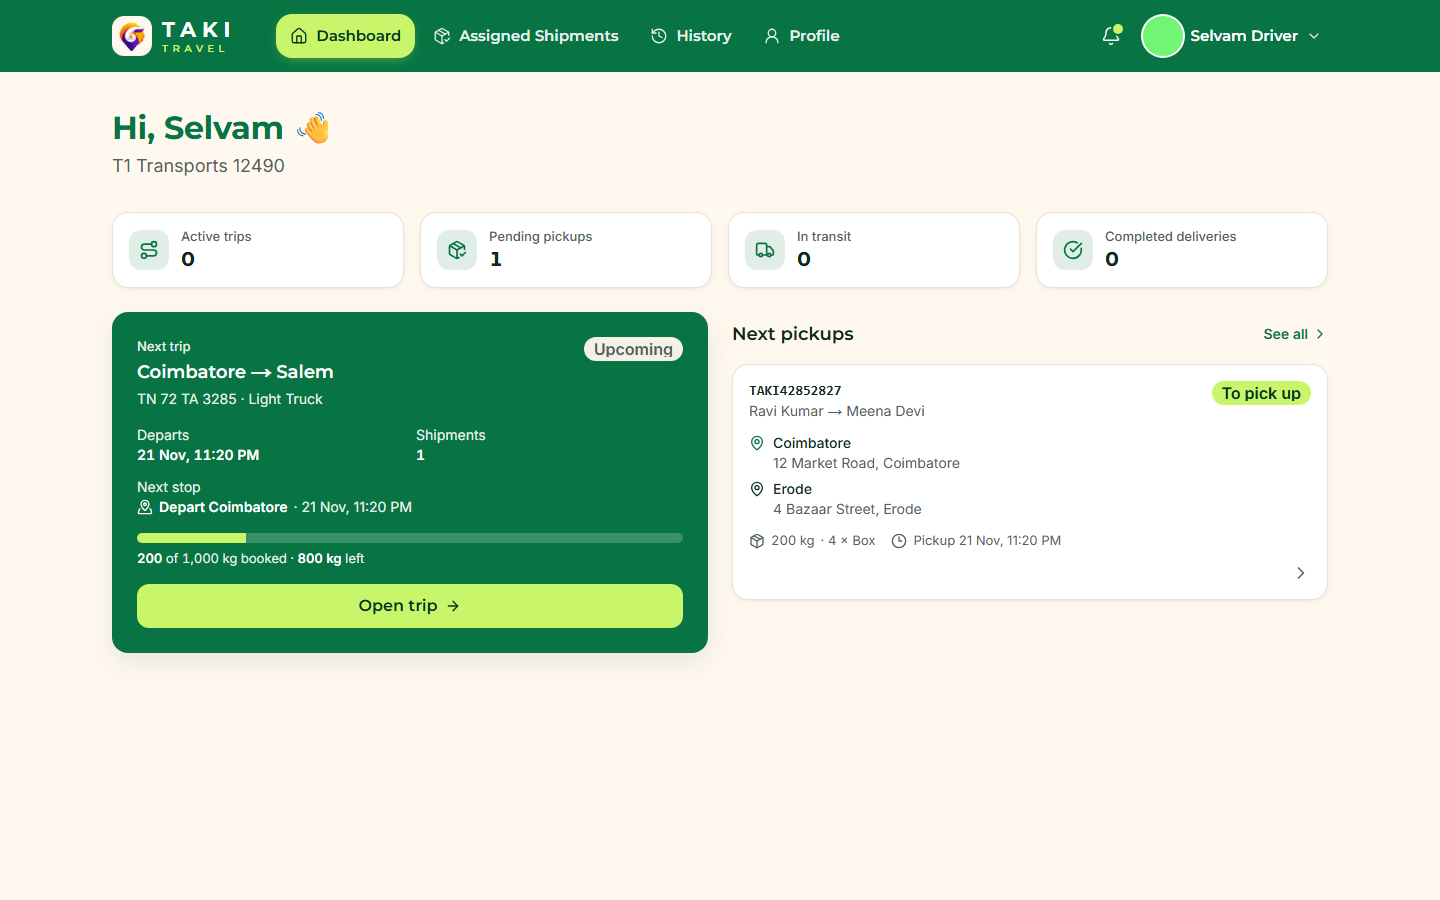 TAKI
TRAVEL
Dashboard
Assigned Shipments
History
Profile
Selvam Driver
Hi, Selvam 👋
T1 Transports 12490
Active trips
0
Pending pickups
1
In transit
0
Completed deliveries
0
Next trip
Upcoming
Coimbatore → Salem
TN 72 TA 3285 · Light Truck
Departs
21 Nov, 11:20 PM
Shipments
1
Next stop
Depart Coimbatore · 21 Nov, 11:20 PM
200 of 1,000 kg booked · 800 kg left
Open trip →
Next pickups
See all
TAKI42852827
To pick up
Ravi Kumar → Meena Devi
Coimbatore
12 Market Road, Coimbatore
Erode
4 Bazaar Street, Erode
200 kg · 4 × Box
Pickup 21 Nov, 11:20 PM